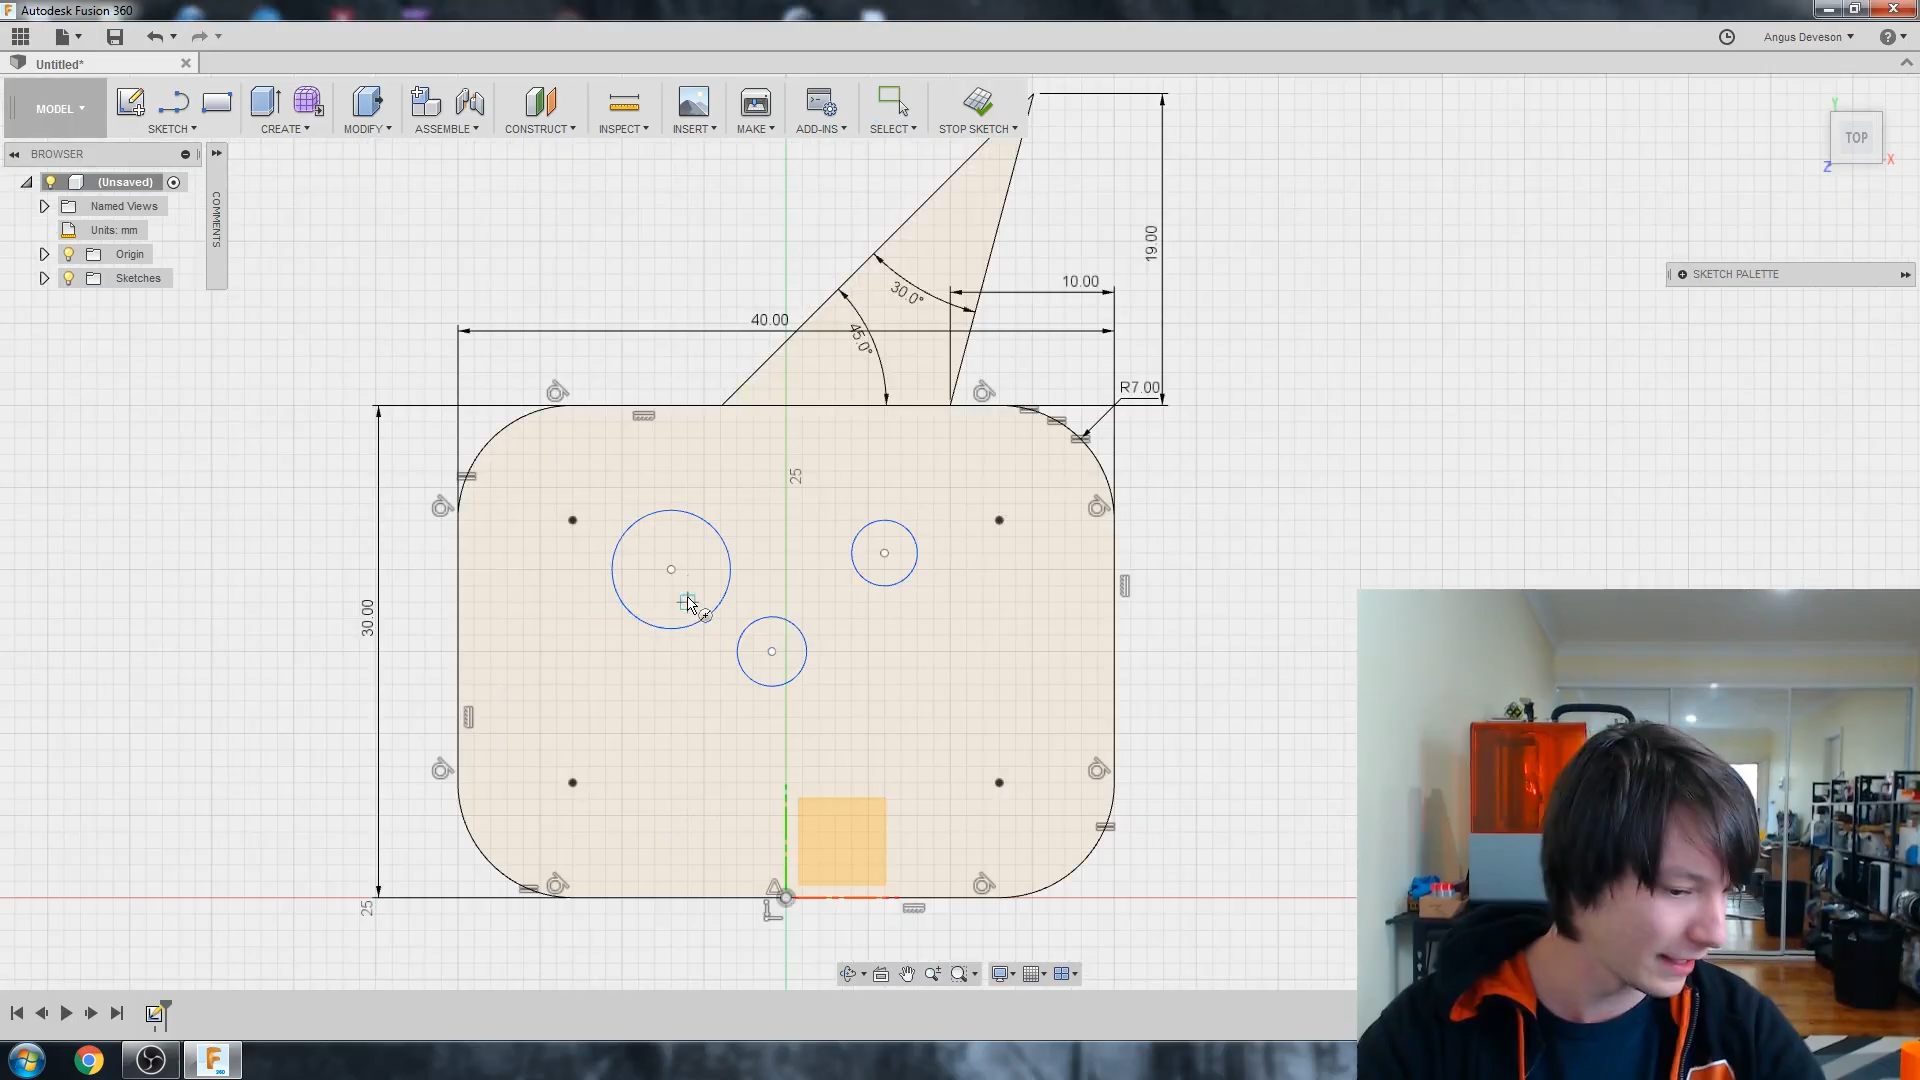 Autodesk Fusion 360
Angus Deveson
Untitled*
MODEL
SKETCH
CREATE
MODIFY
ASSEMBLE
CONSTRUCT
INSPECT
INSERT
MAKE
ADD-INS
SELECT
STOP SKETCH
BROWSER
COMMENTS
(Unsaved)
Named Views
Units: mm
Origin
Sketches
Y
TOP
X
Z
SKETCH PALETTE
19.00
10.00
30.0°
40.00
45.0°
R7.00
25
30.00
25